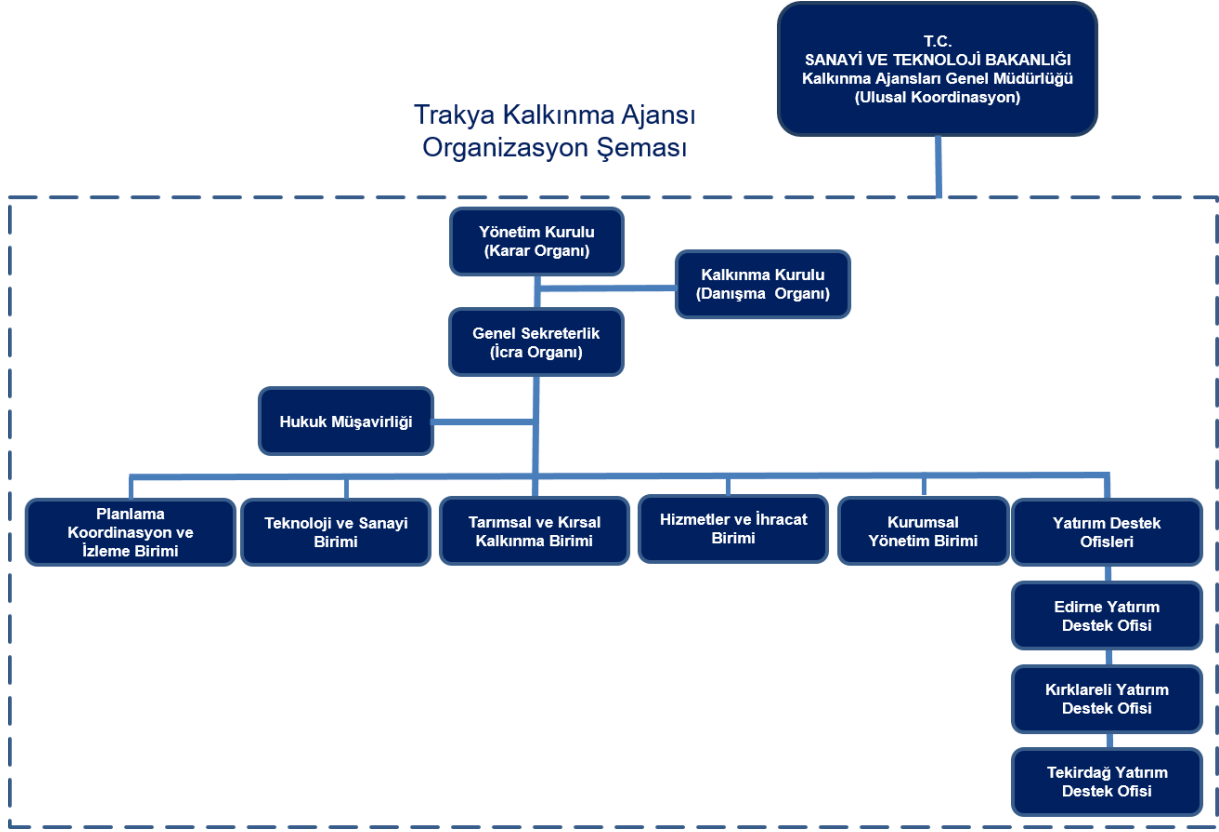 T.C.
SANAYİ VE TEKNOLOJİ BAKANLIĞI
Kalkınma Ajansları Genel Müdürlüğü
(Ulusal Koordinasyon)
Trakya Kalkınma Ajansı
Organizasyon Şeması
Yönetim Kurulu
(Karar Organı)
Kalkınma Kurulu
(Danışma Organı)
Genel Sekreterlik
(İcra Organı)
Hukuk Müşavirliği
Planlama
Koordinasyon ve
İzleme Birimi
Teknoloji ve Sanayi
Birimi
Tarımsal ve Kırsal
Kalkınma Birimi
Hizmetler ve İhracat
Birimi
Kurumsal
Yönetim Birimi
Yatırım Destek
Ofisleri
Edirne Yatırım
Destek Ofisi
Kırklareli Yatırım
Destek Ofisi
Tekirdağ Yatırım
Destek Ofisi